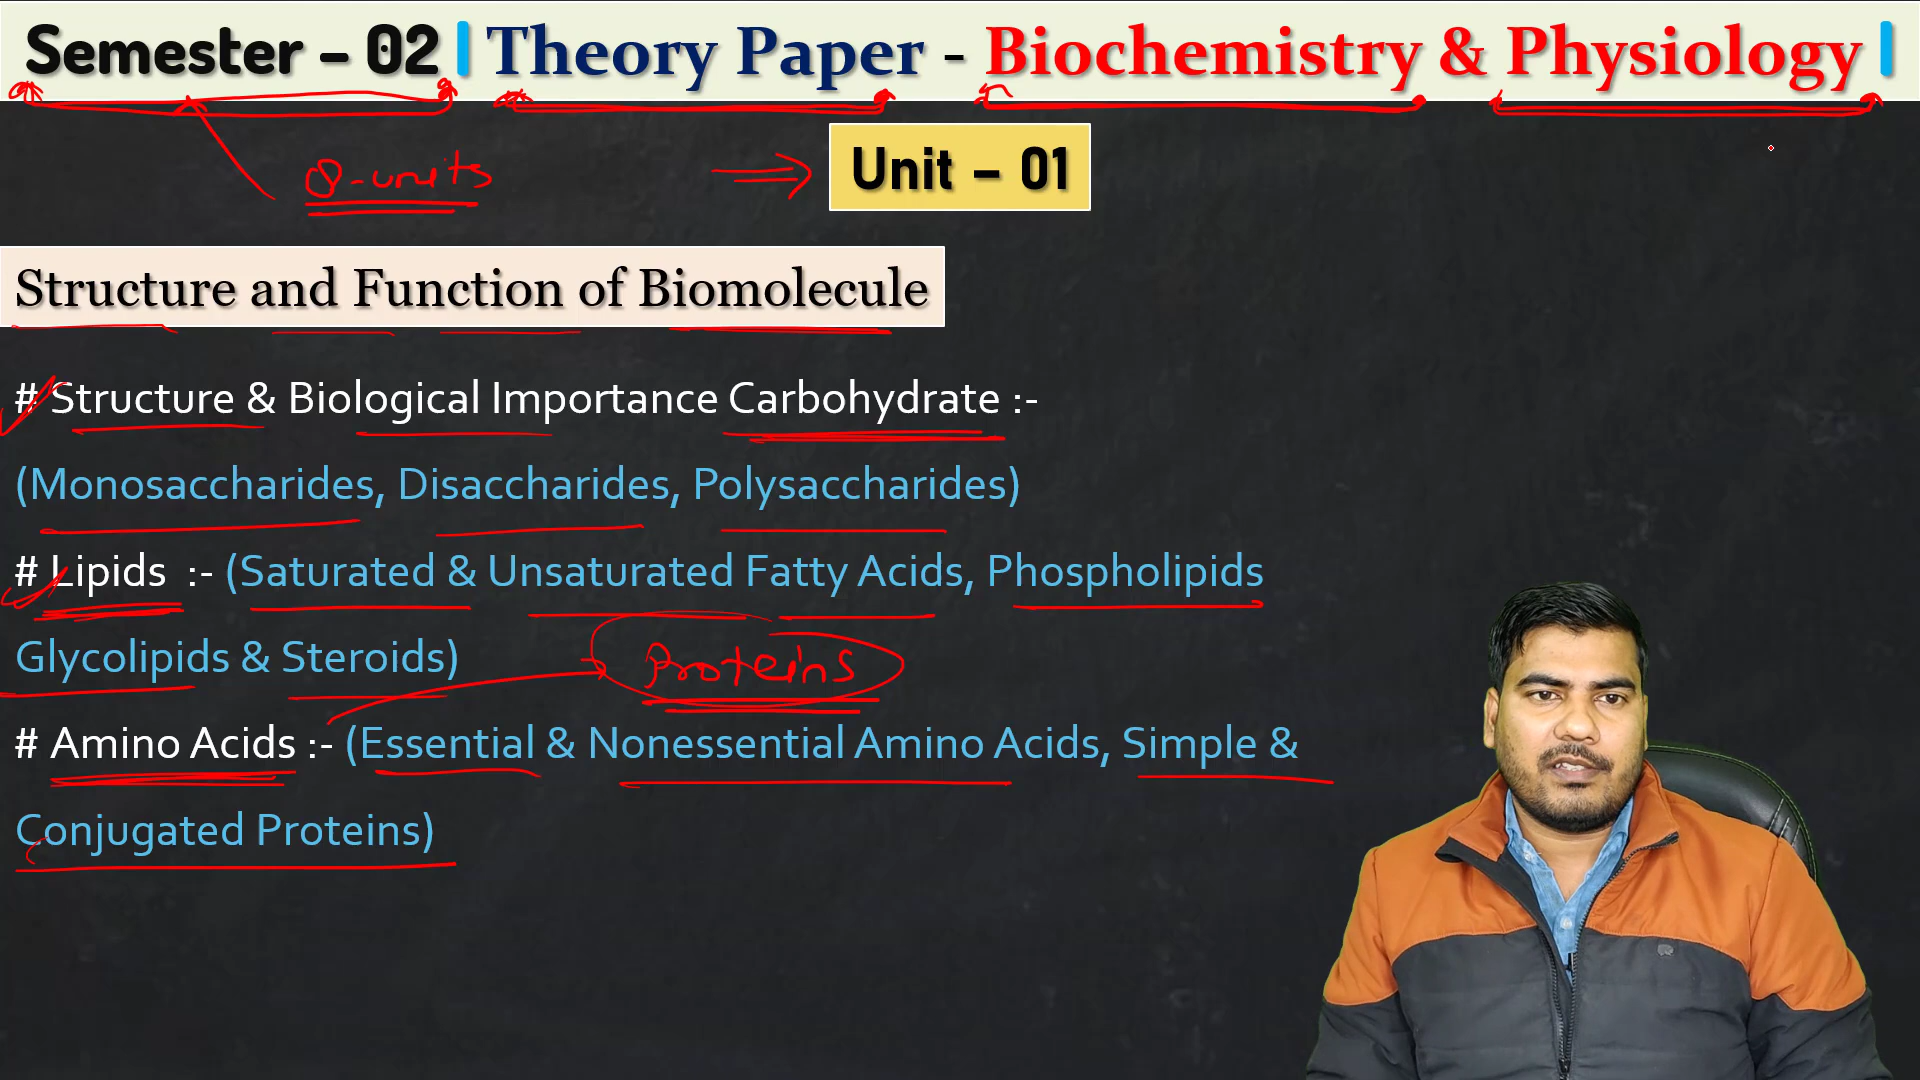 Semester – 02 | Theory Paper - Biochemistry & Physiology |
8-units
Unit – 01
Structure and Function of Biomolecule
# Structure & Biological Importance Carbohydrate :-
(Monosaccharides, Disaccharides, Polysaccharides)
# Lipids :- (Saturated & Unsaturated Fatty Acids, Phospholipids
Glycolipids & Steroids)
Proteins
# Amino Acids :- (Essential & Nonessential Amino Acids, Simple &
Conjugated Proteins)